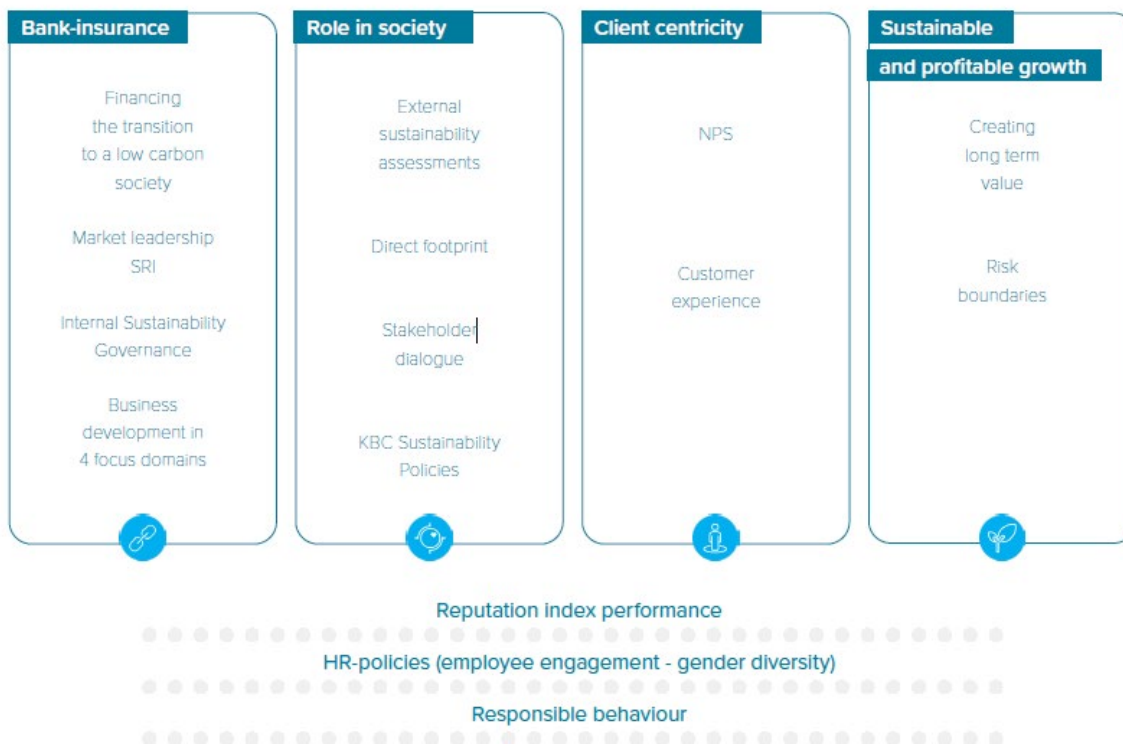 Bank-insurance
Financing
the transition
to a low carbon
society
Market leadership
SRI
Internal Sustainability
Governance
Business
development in
4 focus domains
Role in society
External
sustainability
assessments
Direct footprint
Stakeholder
dialogue
KBC Sustainability
Policies
Client centricity
NPS
Customer
experience
Sustainable
and profitable growth
Creating
long term
value
Risk
boundaries
Reputation index performance
HR-policies (employee engagement - gender diversity)
Responsible behaviour